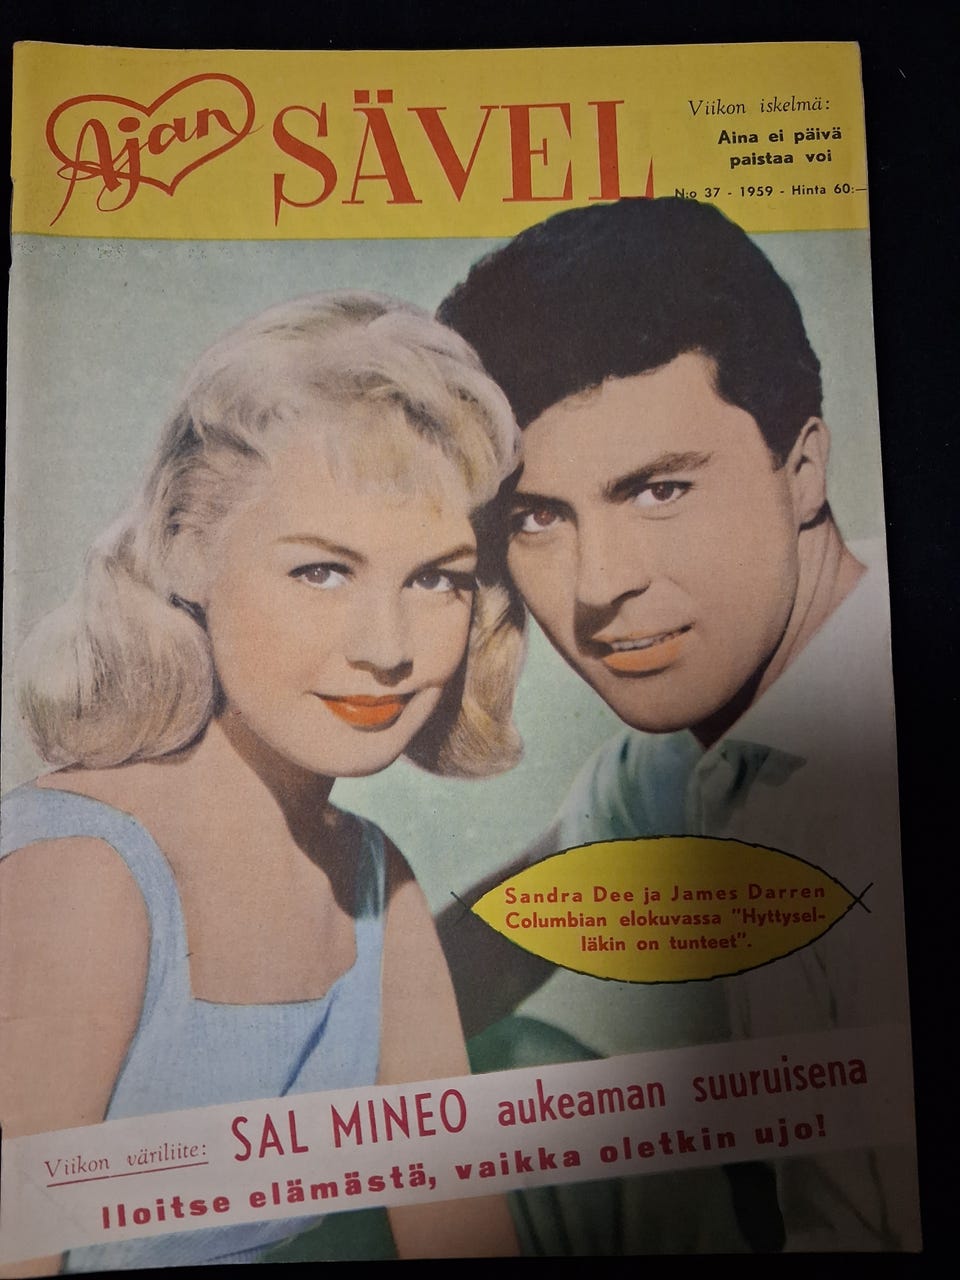 Ajan SÄVEL
Viikon iskelmä:
Aina ei päivä
paistaa voi
N:o 37 - 1959 - Hinta 60:—
Sandra Dee ja James Darren
Columbian elokuvassa "Hyttysel-
läkin on tunteet".
Viikon väriliite: SAL MINEO aukeaman suuruisena
Iloitse elämästä, vaikka oletkin ujo!